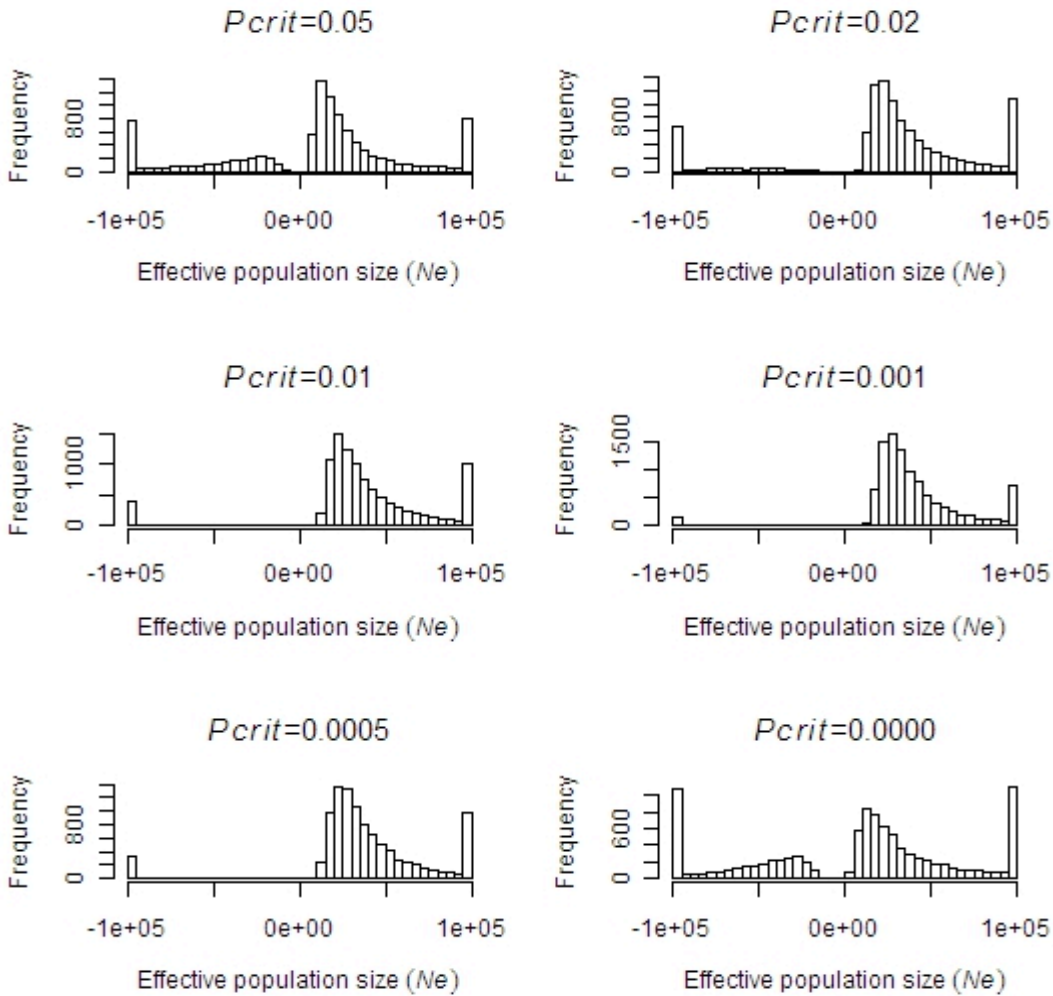 Pcrit=0.05
Pcrit=0.02
Frequency
0 800
Frequency
0 800
-1e+05 0e+00 1e+05
-1e+05 0e+00 1e+05
Effective population size (Ne)
Effective population size (Ne)
Pcrit=0.01
Pcrit=0.001
Frequency
0 1000
Frequency
0 1500
-1e+05 0e+00 1e+05
-1e+05 0e+00 1e+05
Effective population size (Ne)
Effective population size (Ne)
Pcrit=0.0005
Pcrit=0.0000
Frequency
0 800
Frequency
0 600
-1e+05 0e+00 1e+05
-1e+05 0e+00 1e+05
Effective population size (Ne)
Effective population size (Ne)